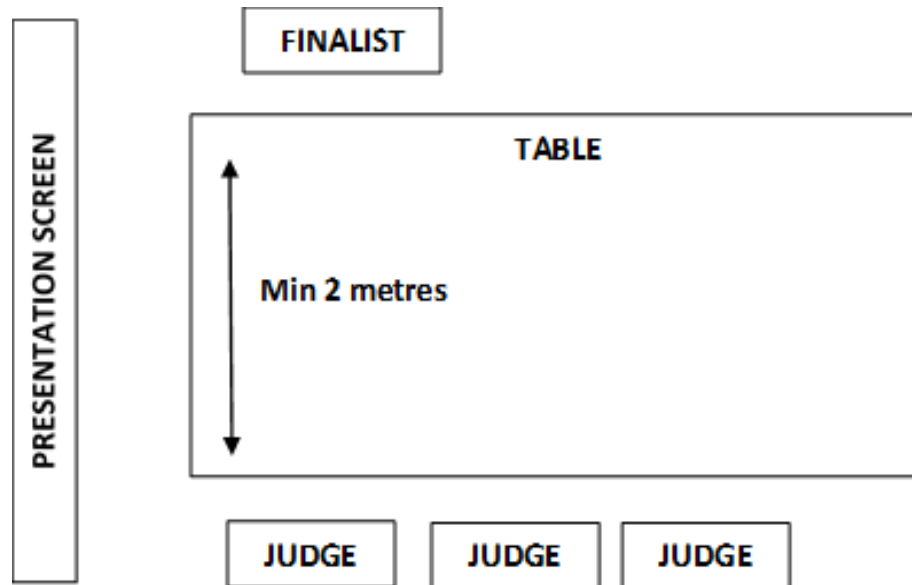 FINALIST
PRESENTATION SCREEN
TABLE
Min 2 metres
JUDGE
JUDGE
JUDGE